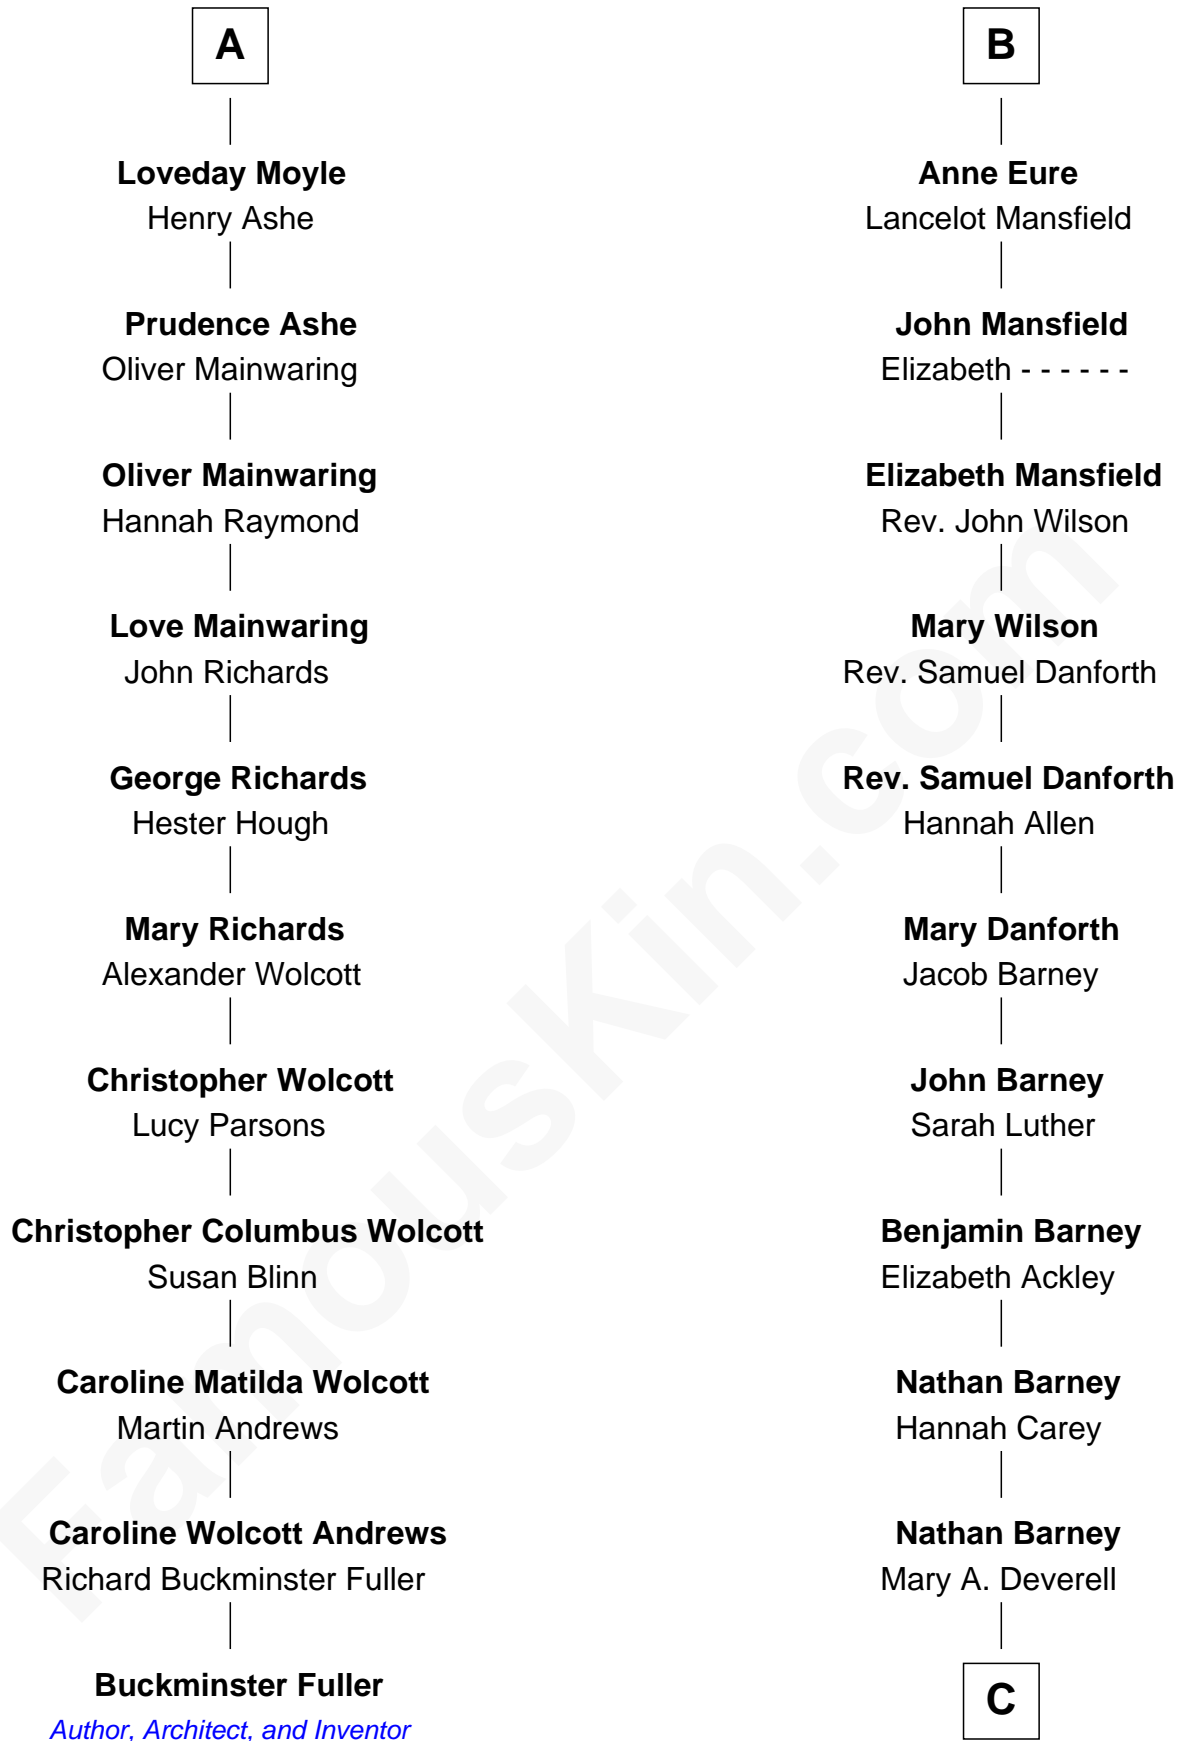 A
Loveday Moyle
Henry Ashe
Prudence Ashe
Oliver Mainwaring
Oliver Mainwaring
Hannah Raymond
Love Mainwaring
John Richards
George Richards
Hester Hough
Mary Richards
Alexander Wolcott
Christopher Wolcott
Lucy Parsons
Christopher Columbus Wolcott
Susan Blinn
Caroline Matilda Wolcott
Martin Andrews
Caroline Wolcott Andrews
Richard Buckminster Fuller
Buckminster Fuller
Author, Architect, and Inventor
B
Anne Eure
Lancelot Mansfield
John Mansfield
Elizabeth - - - - - -
Elizabeth Mansfield
Rev. John Wilson
Mary Wilson
Rev. Samuel Danforth
Rev. Samuel Danforth
Hannah Allen
Mary Danforth
Jacob Barney
John Barney
Sarah Luther
Benjamin Barney
Elizabeth Ackley
Nathan Barney
Hannah Carey
Nathan Barney
Mary A. Deverell
C
FamousKin.com